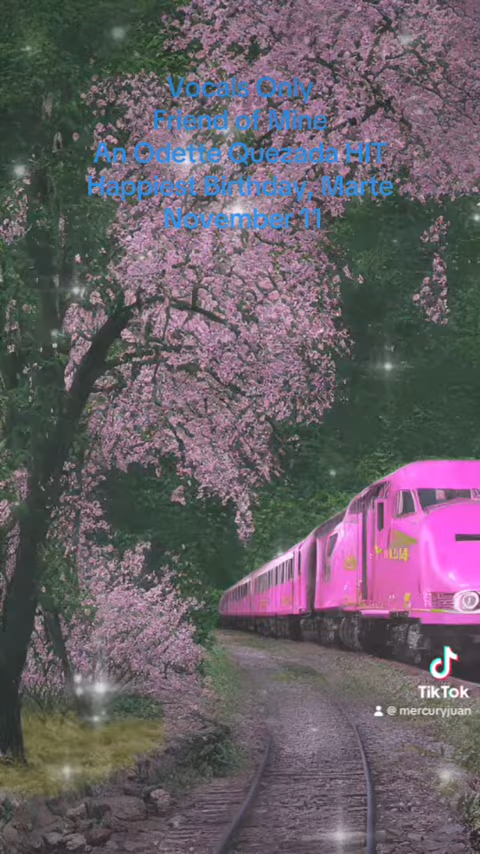 Vocals Only
Friend of Mine
An Odette Quezada HIT
Happiest Birthday, Marte
November 11
TikTok
@ mercuryjuan